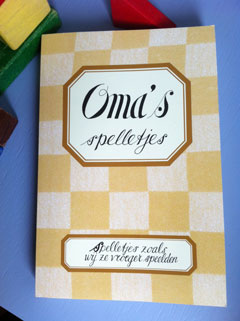 Oma's
spelletjes
Spelletjes zoals
wij ze vroeger speelden